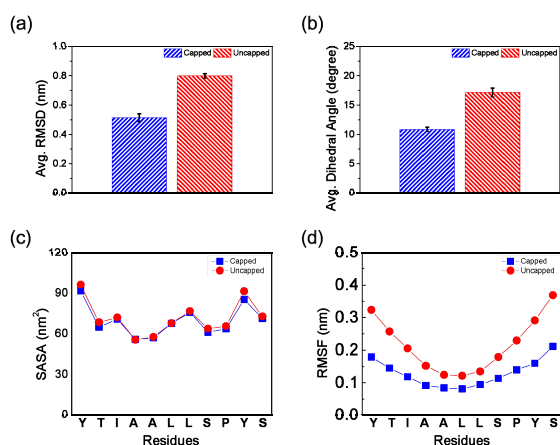 (a)
Capped Uncapped
Avg. RMSD (nm)
1.0
0.8
0.6
0.4
0.2
0.0
(b)
Capped Uncapped
Avg. Dihedral Angle (degree)
25
20
15
10
5
0
(c)
Capped
Uncapped
SASA (nm²)
120
90
60
30
0
Y T I A A L L S P Y S
Residues
(d)
Capped
Uncapped
RMSF (nm)
0.5
0.4
0.3
0.2
0.1
0.0
Y T I A A L L S P Y S
Residues